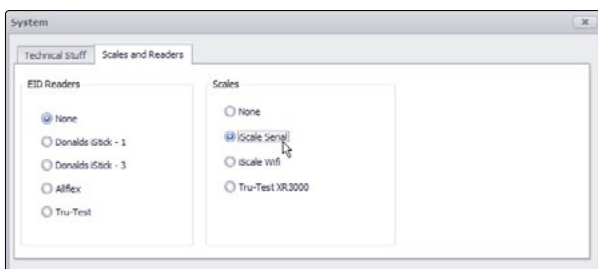 System
Technical Stuff
Scales and Readers
EID Readers
None
Donalds iStick - 1
Donalds iStick - 3
Allflex
Tru-Test
Scales
None
iScale Serial
iScale Wifi
Tru-Test XR3000